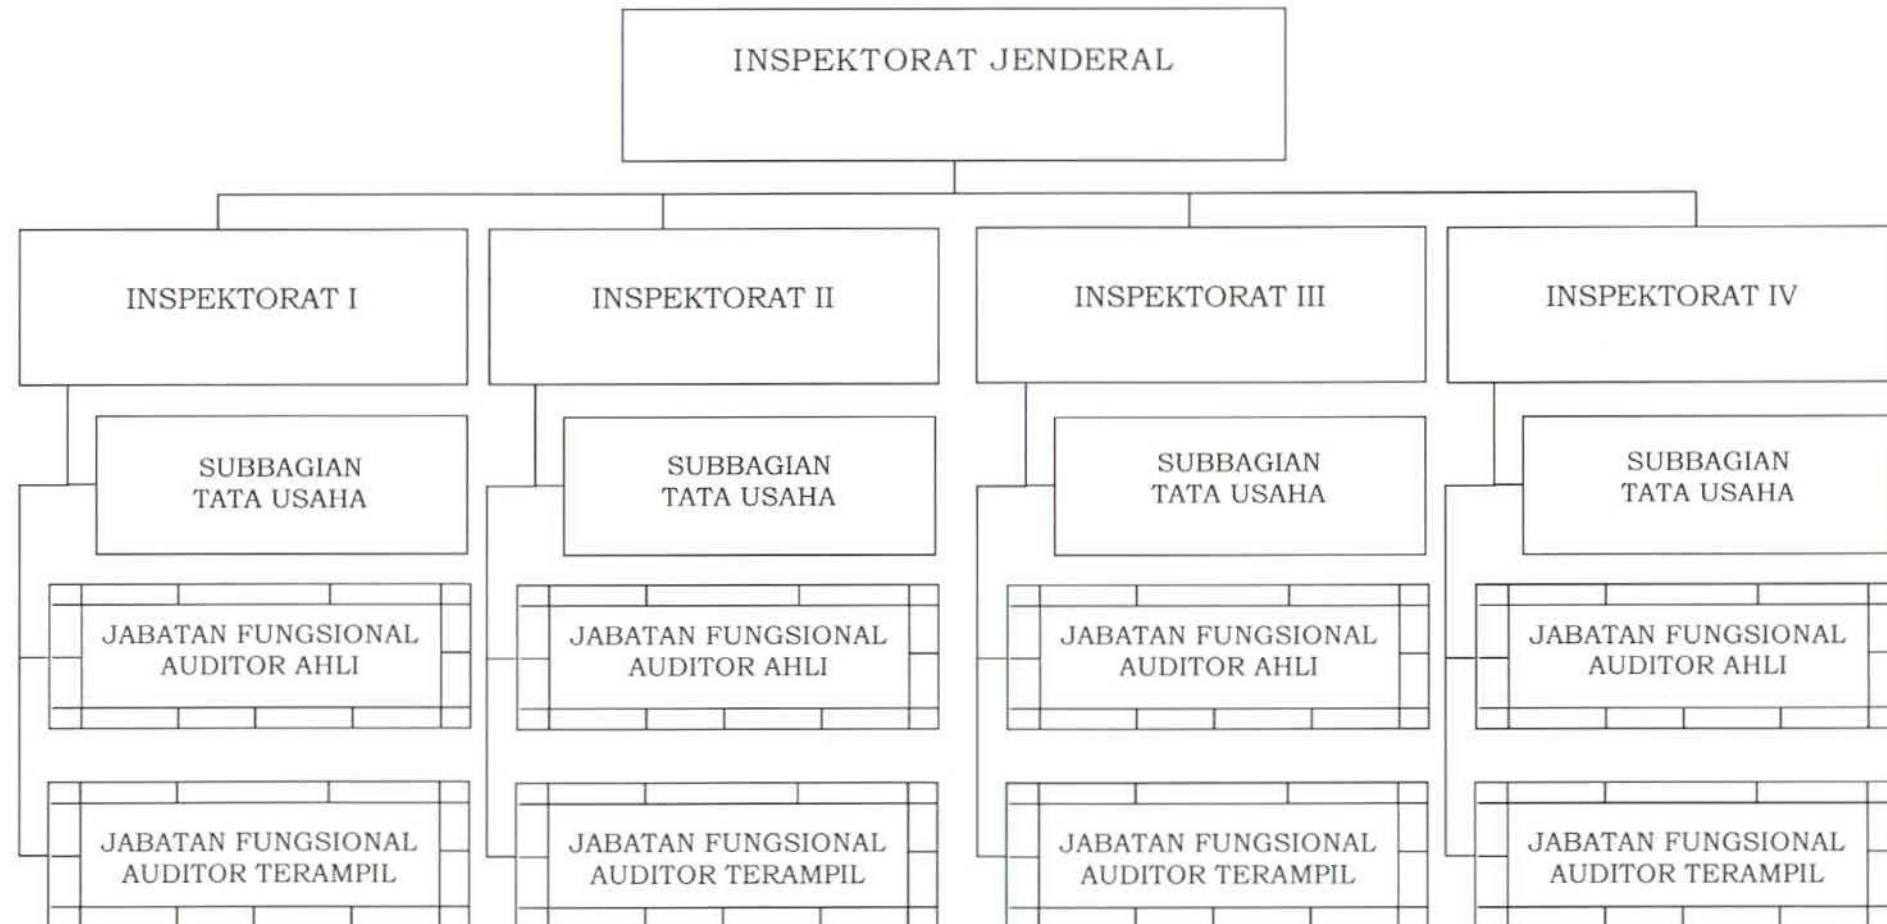 INSPEKTORAT JENDERAL
INSPEKTORAT I
INSPEKTORAT II
INSPEKTORAT III
INSPEKTORAT IV
SUBBAGIAN
TATA USAHA
SUBBAGIAN
TATA USAHA
SUBBAGIAN
TATA USAHA
SUBBAGIAN
TATA USAHA
JABATAN FUNGSIONAL
AUDITOR AHLI
JABATAN FUNGSIONAL
AUDITOR AHLI
JABATAN FUNGSIONAL
AUDITOR AHLI
JABATAN FUNGSIONAL
AUDITOR AHLI
JABATAN FUNGSIONAL
AUDITOR TERAMPIL
JABATAN FUNGSIONAL
AUDITOR TERAMPIL
JABATAN FUNGSIONAL
AUDITOR TERAMPIL
JABATAN FUNGSIONAL
AUDITOR TERAMPIL